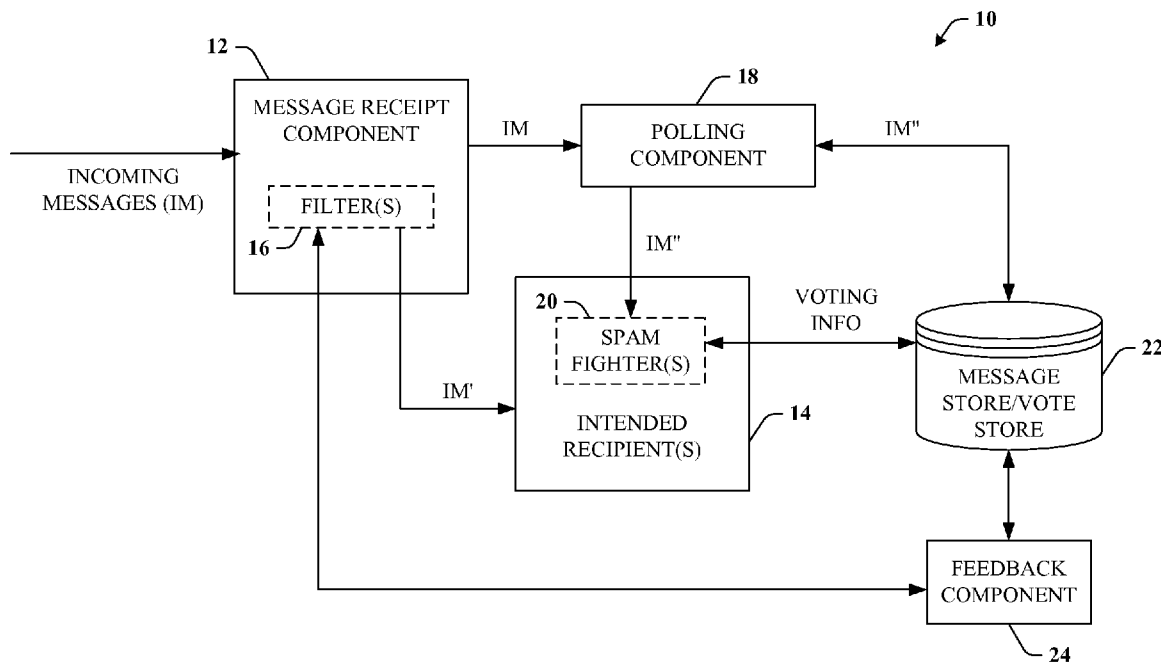 10
12
18
MESSAGE RECEIPT
COMPONENT
IM
POLLING
COMPONENT
IM"
INCOMING
MESSAGES (IM)
FILTER(S)
16
IM"
20
SPAM
FIGHTER(S)
VOTING
INFO
22
MESSAGE
STORE/VOTE
STORE
IM'
INTENDED
RECIPIENT(S)
14
FEEDBACK
COMPONENT
24